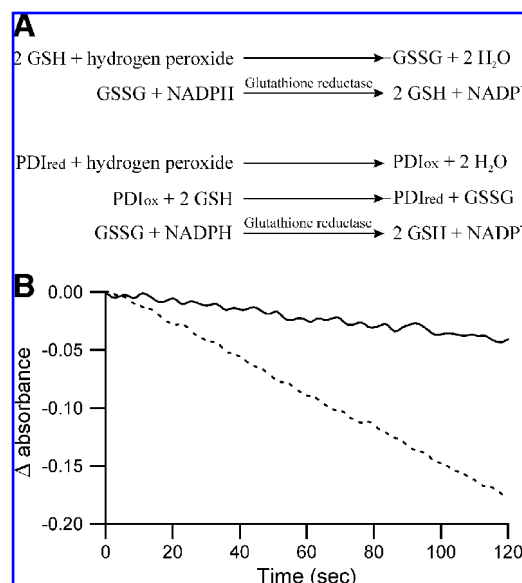 A
2 GSH + hydrogen peroxide GSSG + 2 H₂O
GSSG + NADPH Glutathione reductase 2 GSH + NADP
PDIred + hydrogen peroxide PDIox + 2 H₂O
PDIox + 2 GSH PDIred + GSSG
GSSG + NADPH Glutathione reductase 2 GSH + NADP
B
0.00
-0.05
-0.10
-0.15
-0.20
Δ absorbance
0 20 40 60 80 100 120
Time (sec)